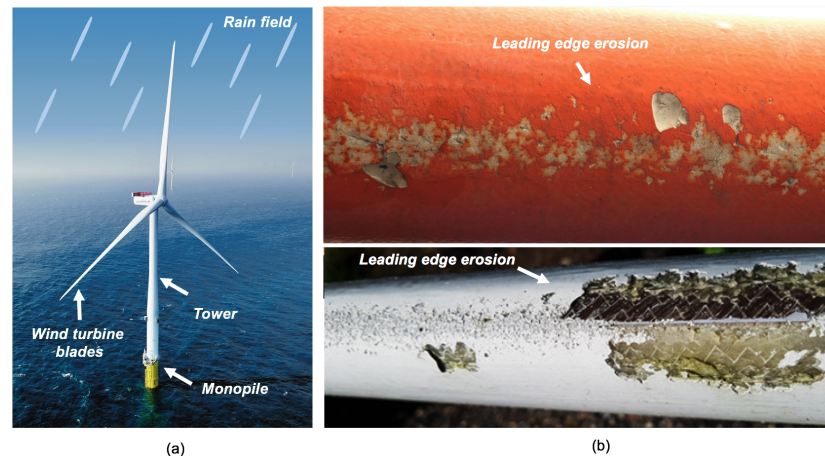 Rain field
Leading edge erosion
Tower
Wind turbine
blades
Monopile
Leading edge erosion
(a)
(b)